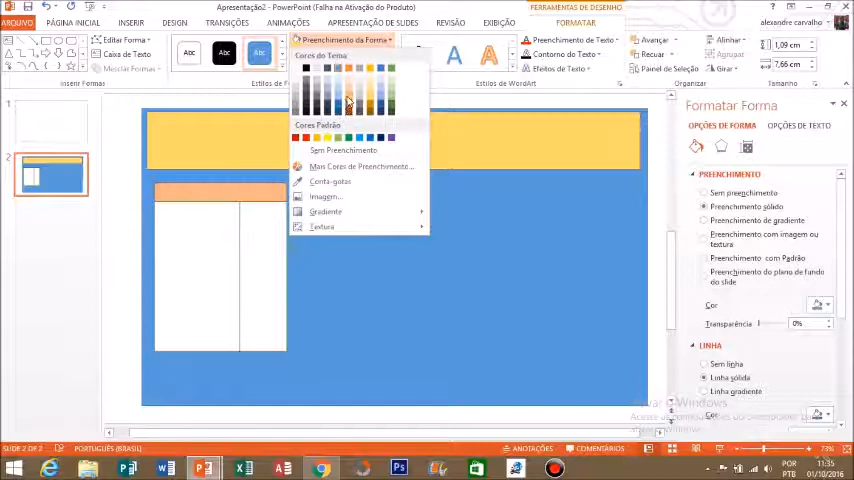 Apresentação2 - PowerPoint (Falha na Ativação do Produto)
FERRAMENTAS DE DESENHO
ARQUIVO
PÁGINA INICIAL
INSERIR
DESIGN
TRANSIÇÕES
ANIMAÇÕES
APRESENTAÇÃO DE SLIDES
REVISÃO
EXIBIÇÃO
FORMATAR
alexandre carvalho
Editar Forma
Caixa de Texto
Mesclar Formas
Inserir Formas
Abc
Abc
Abc
Preenchimento da Forma
A
A
Preenchimento de Texto
Contorno do Texto
Efeitos de Texto
Estilos de WordArt
Avançar
Recuar
Alinhar
Agrupar
Organizar
1,09 cm
7,66 cm
Tamanho
Cores do Tema
Cores Padrão
Sem Preenchimento
Mais Cores de Preenchimento...
Conta-gotas
Imagem...
Gradiente
Textura
1
2
Formatar Forma
OPÇÕES DE FORMA
OPÇÕES DE TEXTO
PREENCHIMENTO
Sem preenchimento
Preenchimento sólido
Preenchimento de gradiente
Preenchimento com imagem ou
textura
Preenchimento com Padrão
Preenchimento do plano de fundo
do slide
Cor
Transparência
0%
LINHA
Sem linha
Linha sólida
Linha gradiente
Cor
SLIDE 2 DE 2
PORTUGUÊS (BRASIL)
ANOTAÇÕES
COMENTÁRIOS
73%
POR
PTB
11:35
01/10/2016